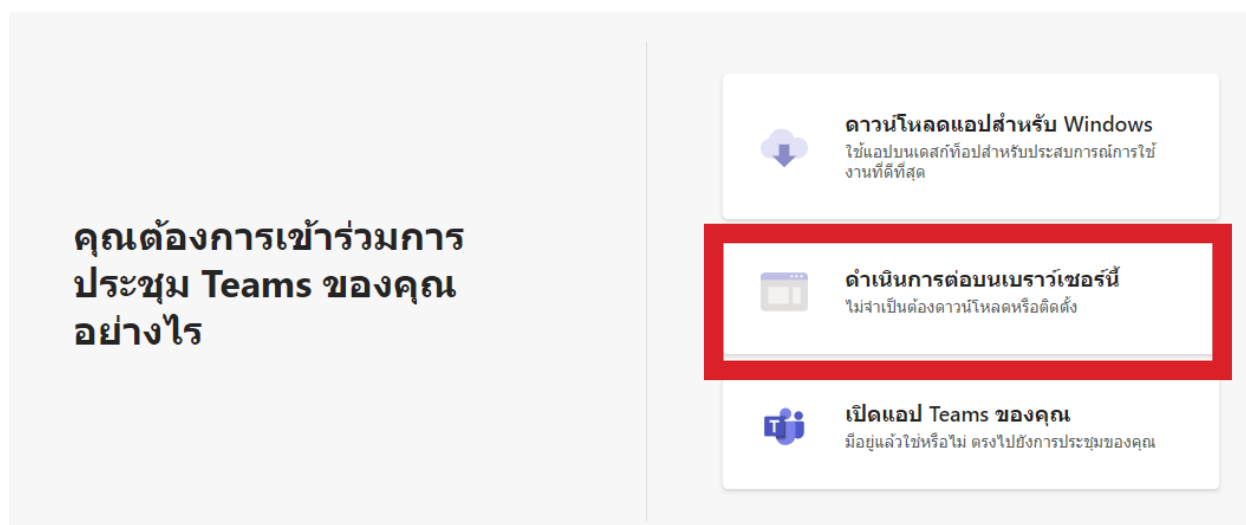 คุณต้องการเข้าร่วมการ
ประชุม Teams ของคุณ
อย่างไร
ดาวน์โหลดแอปสำหรับ Windows
ใช้แอปบนเดสก์ท็อปสำหรับประสบการณ์การใช้
งานที่ดีที่สุด
ดำเนินการต่อบนเบราว์เซอร์นี้
ไม่จำเป็นต้องดาวน์โหลดหรือติดตั้ง
เปิดแอป Teams ของคุณ
มีอยู่แล้วใช่หรือไม่ ตรงไปยังการประชุมของคุณ